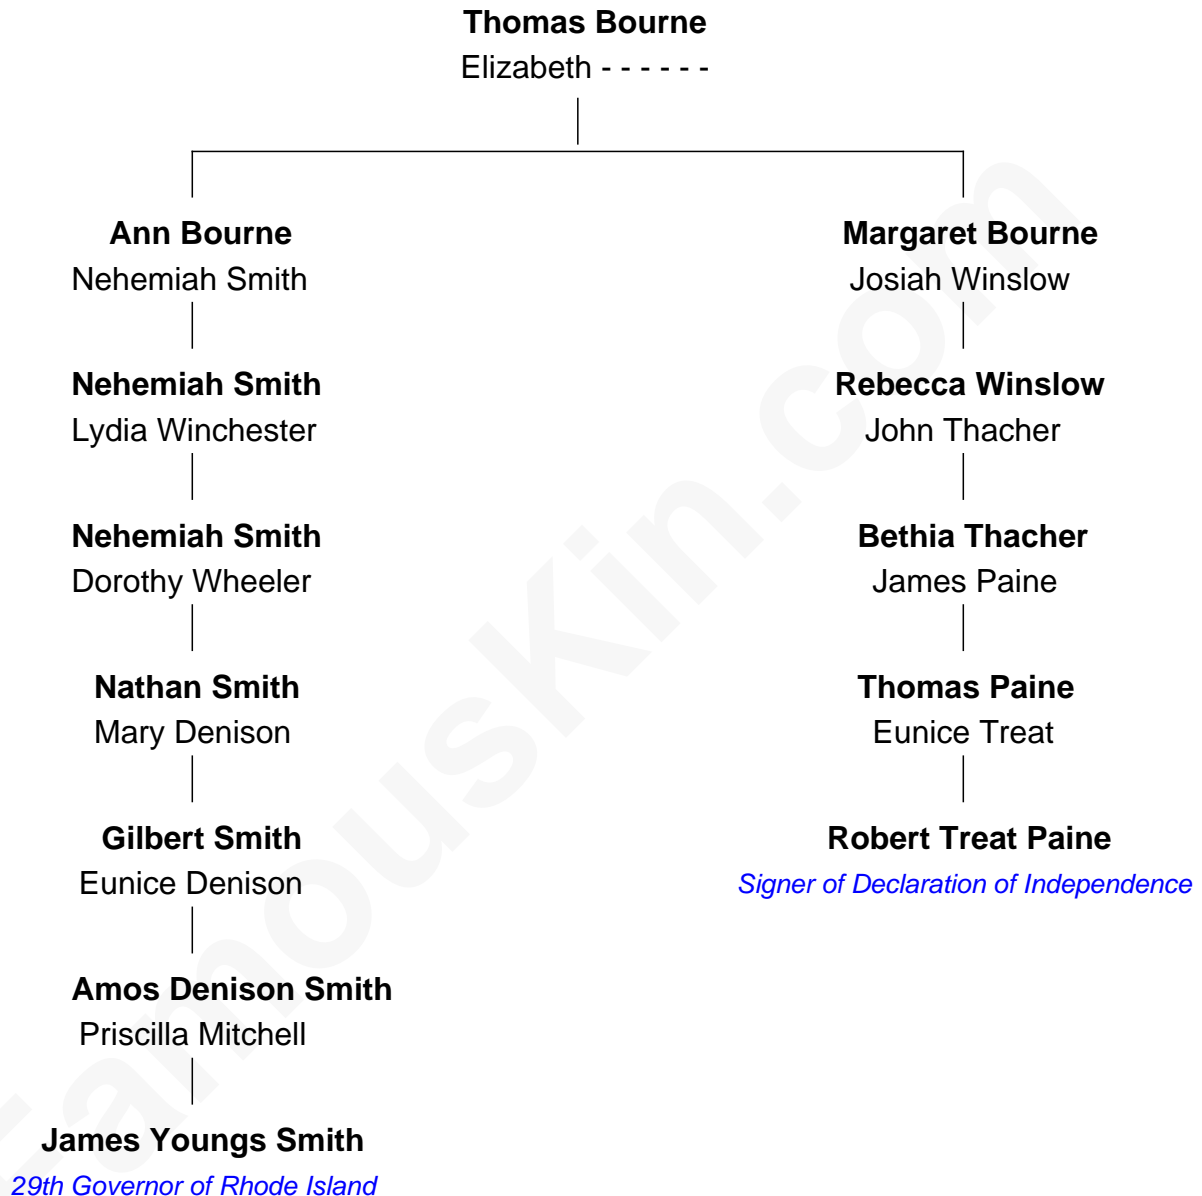 Thomas Bourne
Elizabeth - - - - - -
Ann Bourne
Nehemiah Smith
Margaret Bourne
Josiah Winslow
Nehemiah Smith
Lydia Winchester
Rebecca Winslow
John Thacher
Nehemiah Smith
Dorothy Wheeler
Bethia Thacher
James Paine
Nathan Smith
Mary Denison
Thomas Paine
Eunice Treat
Gilbert Smith
Eunice Denison
Robert Treat Paine
Signer of Declaration of Independence
Amos Denison Smith
Priscilla Mitchell
James Youngs Smith
29th Governor of Rhode Island
FamousKin.com